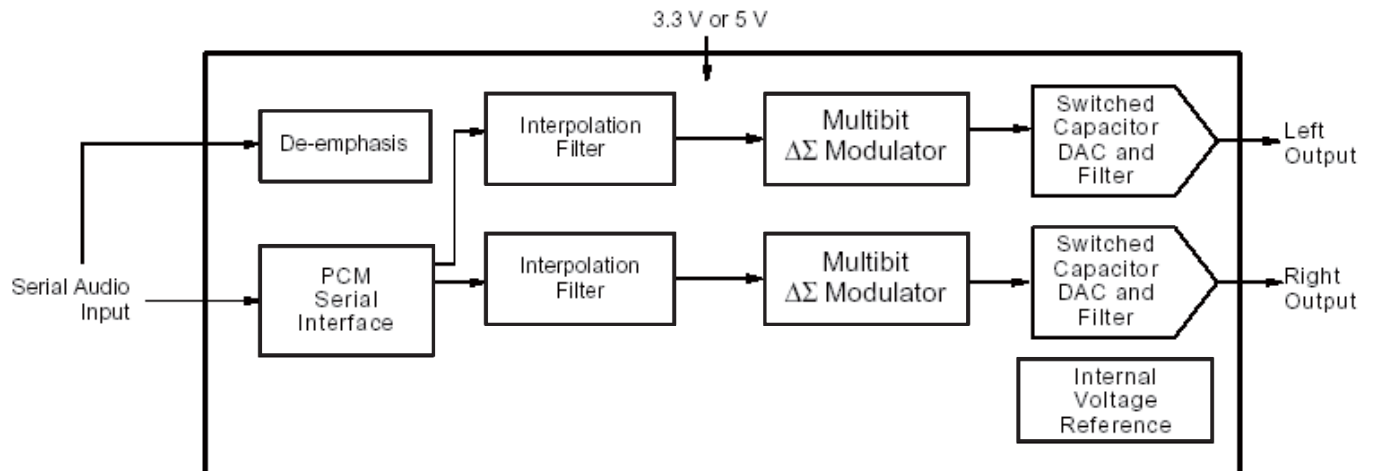 3.3 V or 5 V
De-emphasis
Interpolation
Filter
Multibit
ΔΣ Modulator
Switched
Capacitor
DAC and
Filter
Left
Output
Serial Audio
Input
PCM
Serial
Interface
Interpolation
Filter
Multibit
ΔΣ Modulator
Switched
Capacitor
DAC and
Filter
Right
Output
Internal
Voltage
Reference